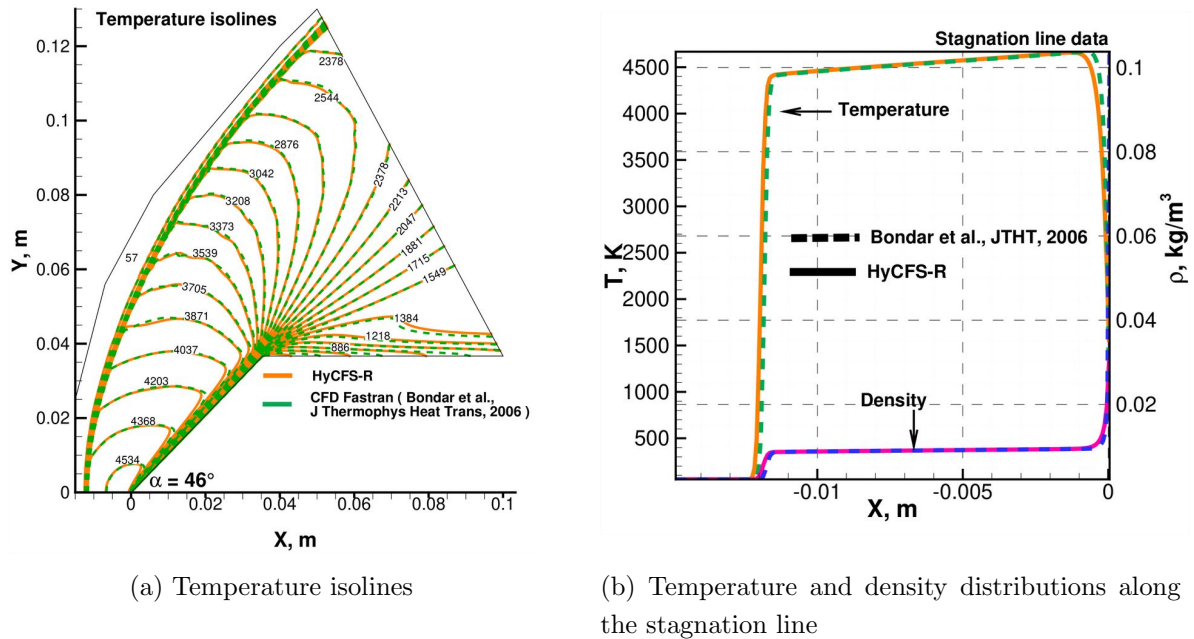 Temperature isolines
0.12
0.1
0.08
0.06
0.04
0.02
0
Y, m
0
0.02
0.04
0.06
0.08
0.1
X, m
2378
2544
2876
3042
3208
3373
3539
57
3705
3871
4037
4203
4368
4534
2378
2213
2047
1881
1715
1549
1384
1218
886
HyCFS-R
CFD Fastran ( Bondar et al.,
J Thermophys Heat Trans, 2006 )
α = 46°
Stagnation line data
4500
4000
3500
3000
2500
2000
1500
1000
500
T, K
0.1
0.08
0.06
0.04
0.02
ρ, kg/m³
Temperature
Bondar et al., JTHT, 2006
HyCFS-R
Density
-0.01
-0.005
0
X, m
(a) Temperature isolines
(b) Temperature and density distributions along
the stagnation line